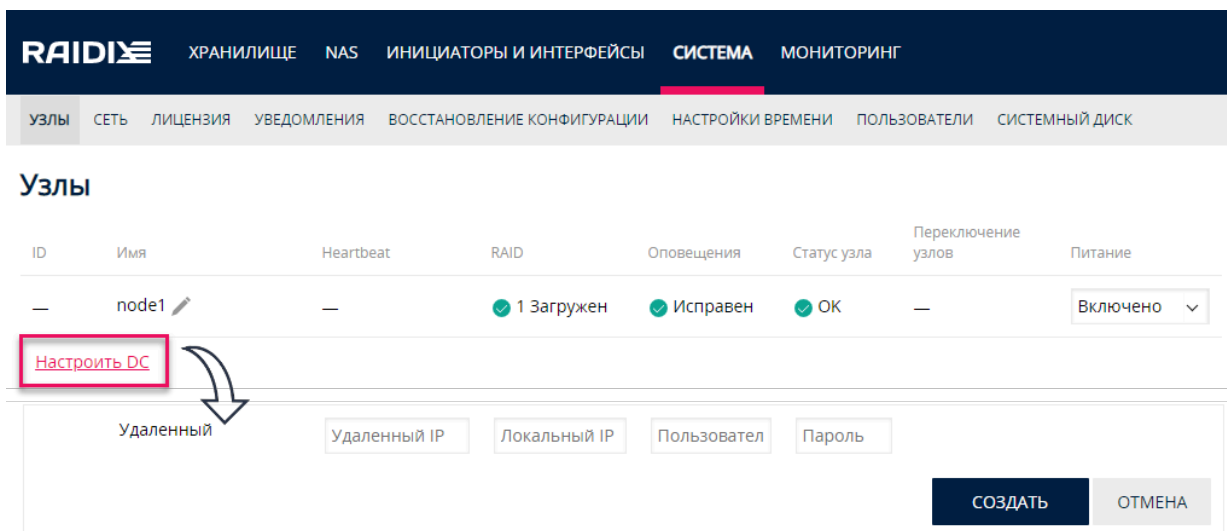 RAIDIX ХРАНИЛИЩЕ NAS ИНИЦИАТОРЫ И ИНТЕРФЕЙСЫ СИСТЕМА МОНИТОРИНГ
УЗЛЫ СЕТЬ ЛИЦЕНЗИЯ УВЕДОМЛЕНИЯ ВОССТАНОВЛЕНИЕ КОНФИГУРАЦИИ НАСТРОЙКИ ВРЕМЕНИ ПОЛЬЗОВАТЕЛИ СИСТЕМНЫЙ ДИСК
Узлы
ID Имя Heartbeat RAID Оповещения Статус узла Переключение узлов Питание
— node1 — 1 Загружен Исправен OK — Включено
Настроить DC
Удаленный Удаленный IP Локальный IP Пользовател Пароль
СОЗДАТЬ ОТМЕНА